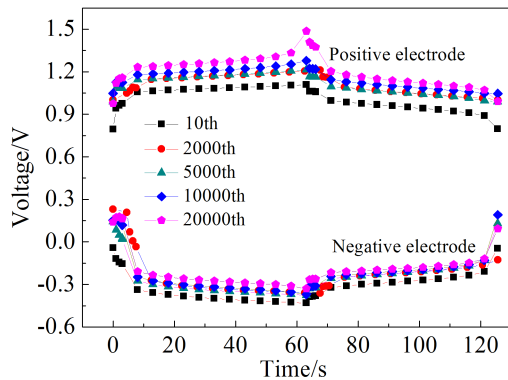 1.5
1.2
0.9
0.6
0.3
0.0
-0.3
-0.6
Voltage/V
Positive electrode
10th
2000th
5000th
10000th
20000th
Negative electrode
0 20 40 60 80 100 120
Time/s